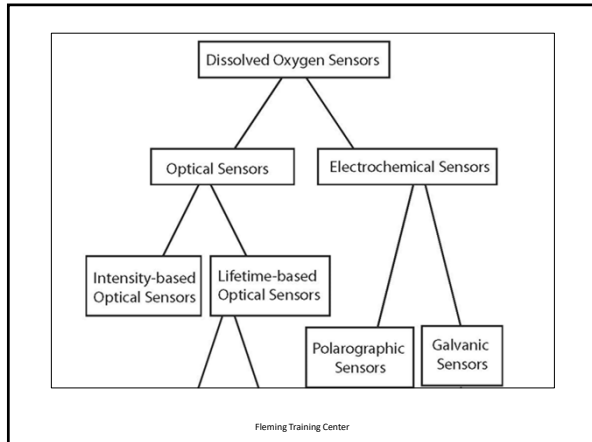 Dissolved Oxygen Sensors
Optical Sensors
Electrochemical Sensors
Intensity-based
Optical Sensors
Lifetime-based
Optical Sensors
Polarographic
Sensors
Galvanic
Sensors
Fleming Training Center